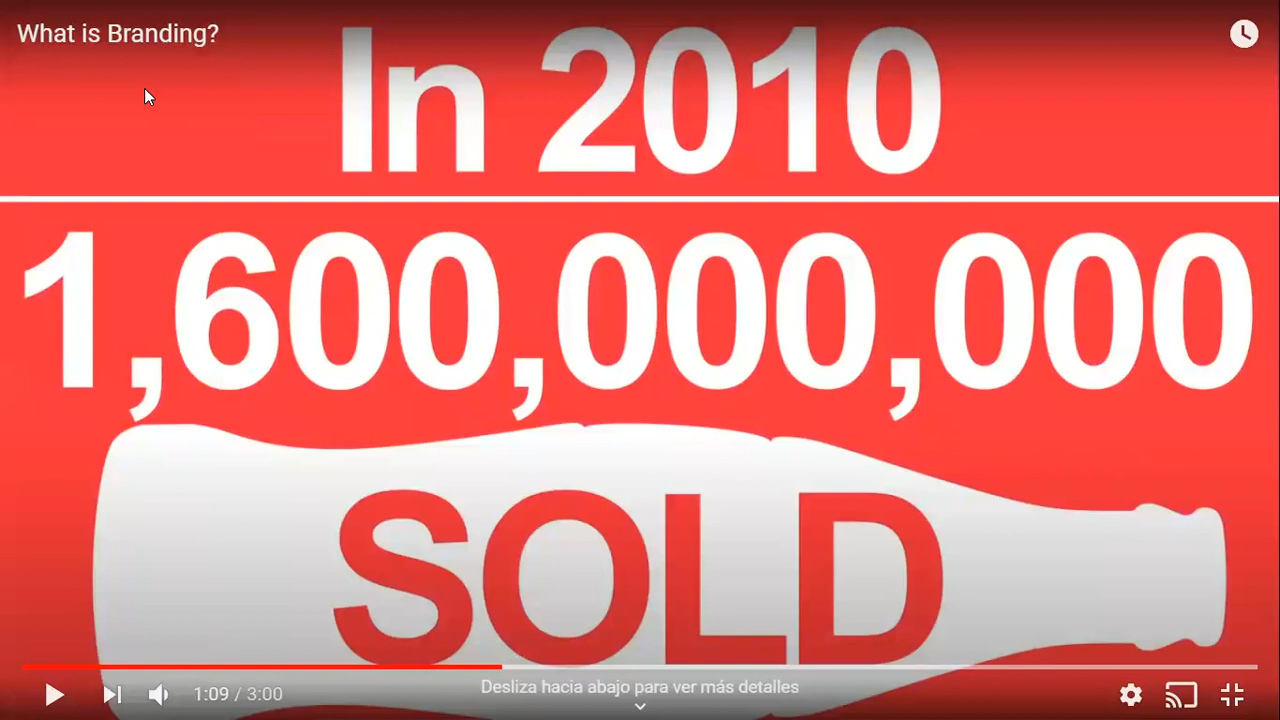 What is Branding?
In 2010
1,600,000,000
SOLD
1:09 / 3:00
Desliza hacia abajo para ver más detalles